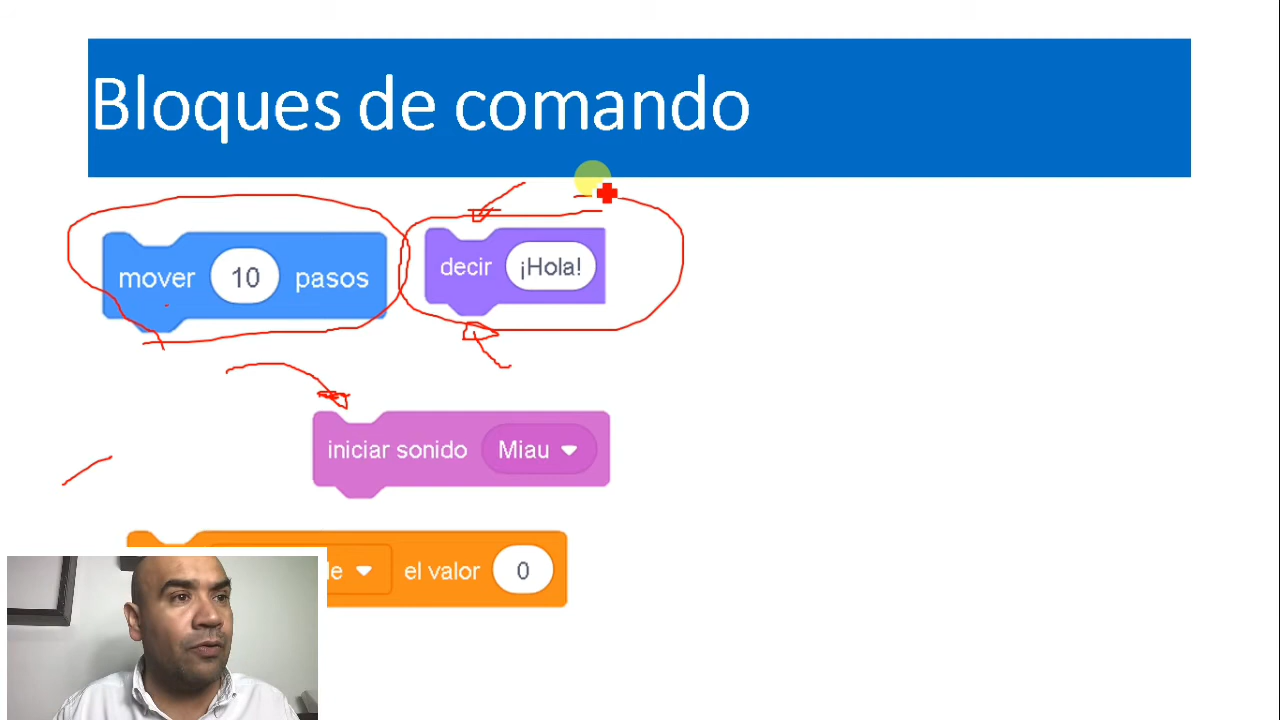 Bloques de comando
mover 10 pasos
decir ¡Hola!
iniciar sonido Miau
el valor 0